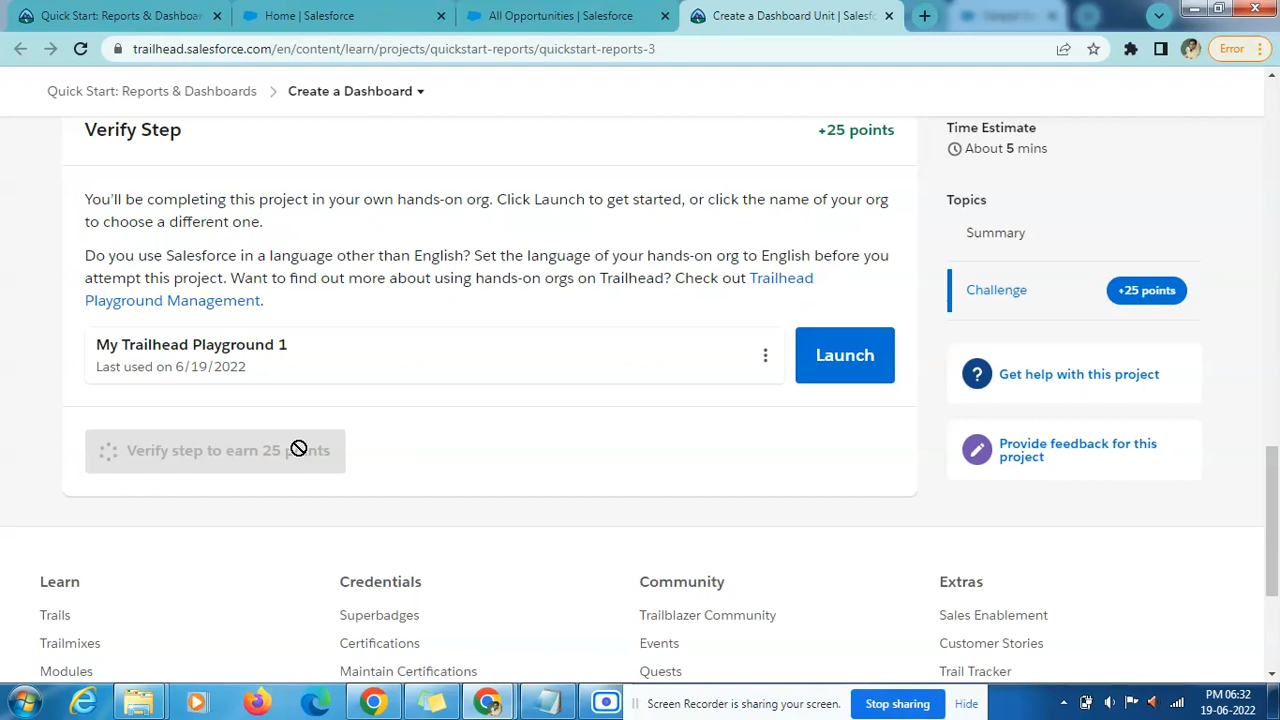 Quick Start: Reports & Dashboar
Home | Salesforce
All Opportunities | Salesforce
Create a Dashboard Unit | Salesf
trailhead.salesforce.com/en/content/learn/projects/quickstart-reports/quickstart-reports-3
Error
Quick Start: Reports & Dashboards
Create a Dashboard
Verify Step
+25 points
You'll be completing this project in your own hands-on org. Click Launch to get started, or click the name of your org
to choose a different one.
Do you use Salesforce in a language other than English? Set the language of your hands-on org to English before you
attempt this project. Want to find out more about using hands-on orgs on Trailhead? Check out Trailhead
Playground Management.
My Trailhead Playground 1
Last used on 6/19/2022
Launch
Verify step to earn 25 points
Time Estimate
About 5 mins
Topics
Summary
Challenge
+25 points
Get help with this project
Provide feedback for this
project
Learn
Credentials
Community
Extras
Trails
Superbadges
Trailblazer Community
Sales Enablement
Trailmixes
Certifications
Events
Customer Stories
Modules
Maintain Certifications
Quests
Trail Tracker
Screen Recorder is sharing your screen.
Stop sharing
Hide
PM 06:32
19-06-2022